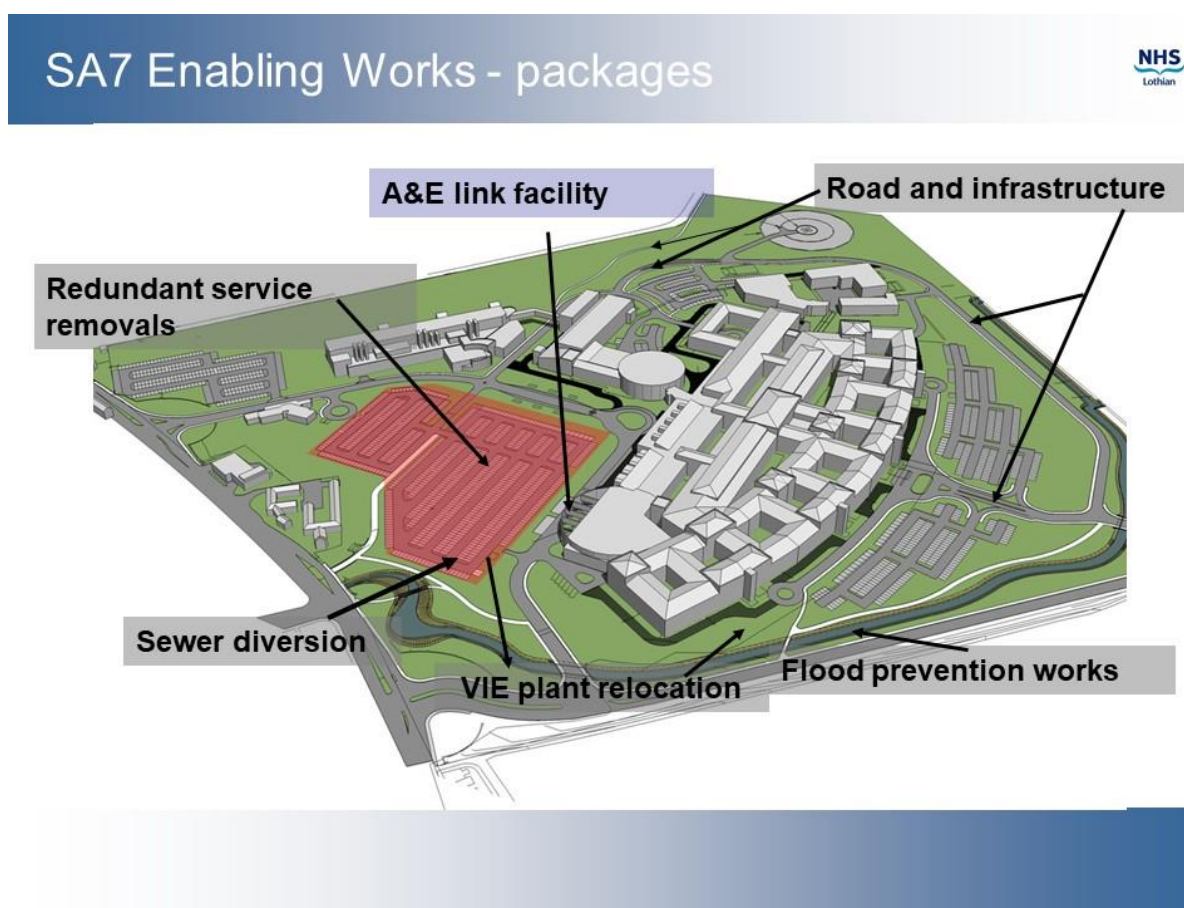 SA7 Enabling Works - packages
NHS
Lothian
A&E link facility
Road and infrastructure
Redundant service
removals
Sewer diversion
VIE plant relocation
Flood prevention works